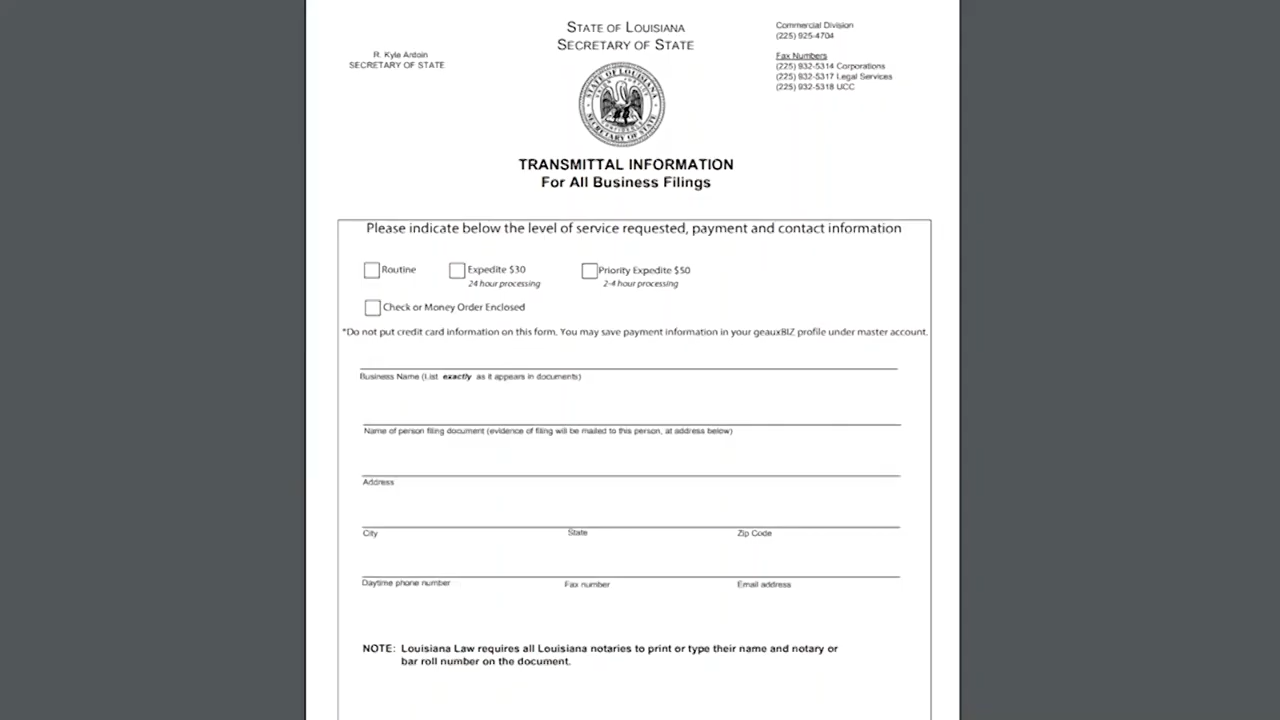 STATE OF LOUISIANA
SECRETARY OF STATE
R. Kyle Ardoin
SECRETARY OF STATE
Commercial Division
(225) 925-4704
Fax Numbers
(225) 932-5314 Corporations
(225) 932-5317 Legal Services
(225) 932-5318 UCC
STATE OF LOUISIANA
SECRETARY OF STATE
TRANSMITTAL INFORMATION
For All Business Filings
Please indicate below the level of service requested, payment and contact information
Routine Expedite $30 Priority Expedite $50
24 hour processing 2-4 hour processing
Check or Money Order Enclosed
*Do not put credit card information on this form. You may save payment information in your geauxBIZ profile under master account.
Business Name (List exactly as it appears in documents)
Name of person filing document (evidence of filing will be mailed to this person, at address below)
Address
City State Zip Code
Daytime phone number Fax number Email address
NOTE: Louisiana Law requires all Louisiana notaries to print or type their name and notary or
bar roll number on the document.